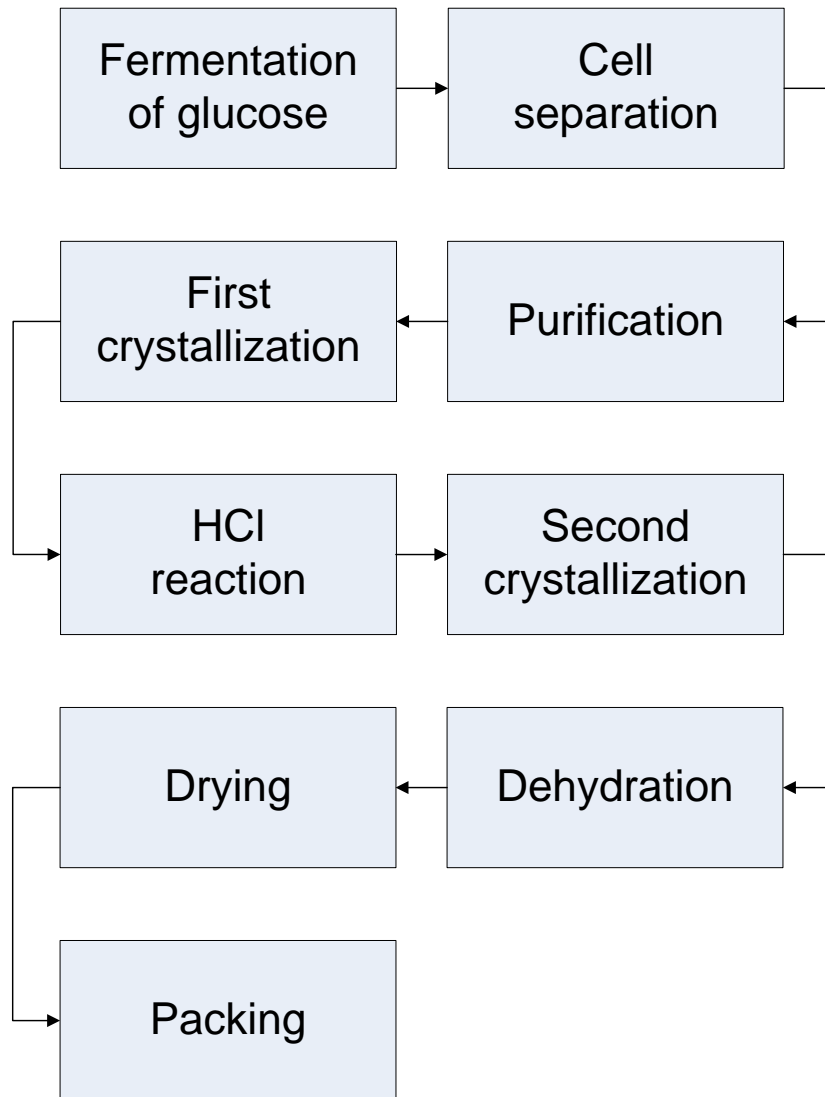 Fermentation
of glucose
Cell
separation
Purification
First
crystallization
HCl
reaction
Second
crystallization
Dehydration
Drying
Packing